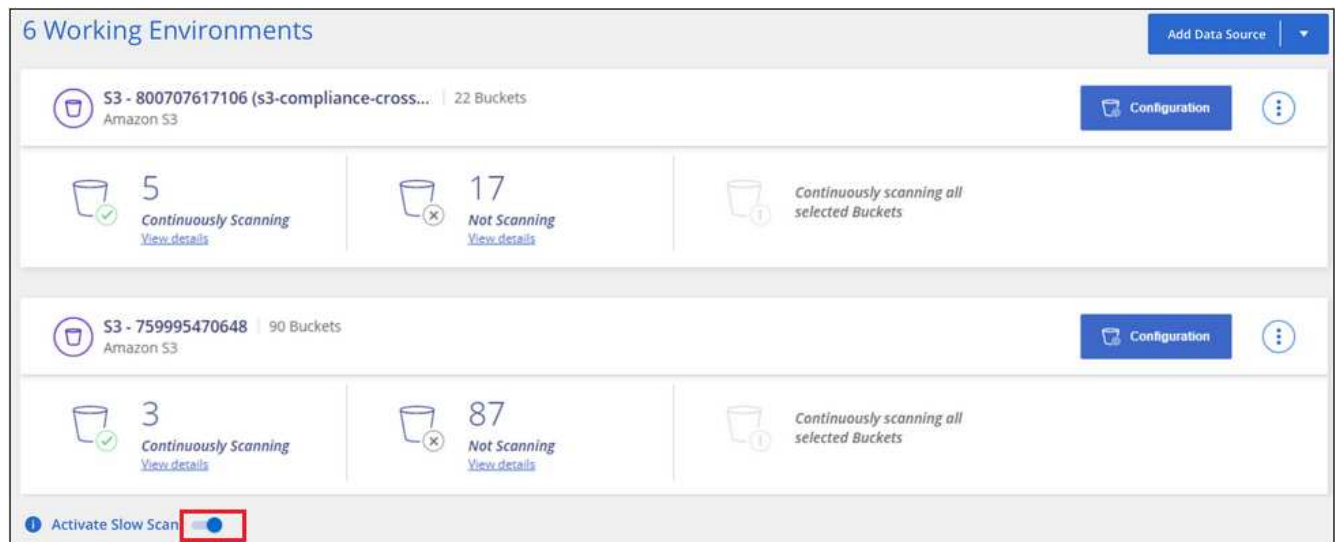 6 Working Environments
Add Data Source
S3 - 800707617106 (s3-compliance-cross... 22 Buckets
Amazon S3
Configuration
5
Continuously Scanning
View details
17
Not Scanning
View details
Continuously scanning all
selected Buckets
S3 - 759995470648 90 Buckets
Amazon S3
Configuration
3
Continuously Scanning
View details
87
Not Scanning
View details
Continuously scanning all
selected Buckets
Activate Slow Scan